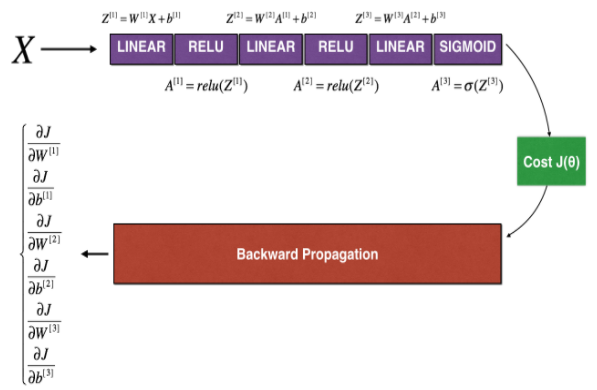 Z^[1] = W^[1]X + b^[1] Z^[2] = W^[2]A^[1] + b^[2] Z^[3] = W^[3]A^[2] + b^[3]
X LINEAR RELU LINEAR RELU LINEAR SIGMOID
A^[1] = relu(Z^[1]) A^[2] = relu(Z^[2]) A^[3] = σ(Z^[3])
Cost J(θ)
Backward Propagation
∂J/∂W^[1]
∂J/∂b^[1]
∂J/∂W^[2]
∂J/∂b^[2]
∂J/∂W^[3]
∂J/∂b^[3]